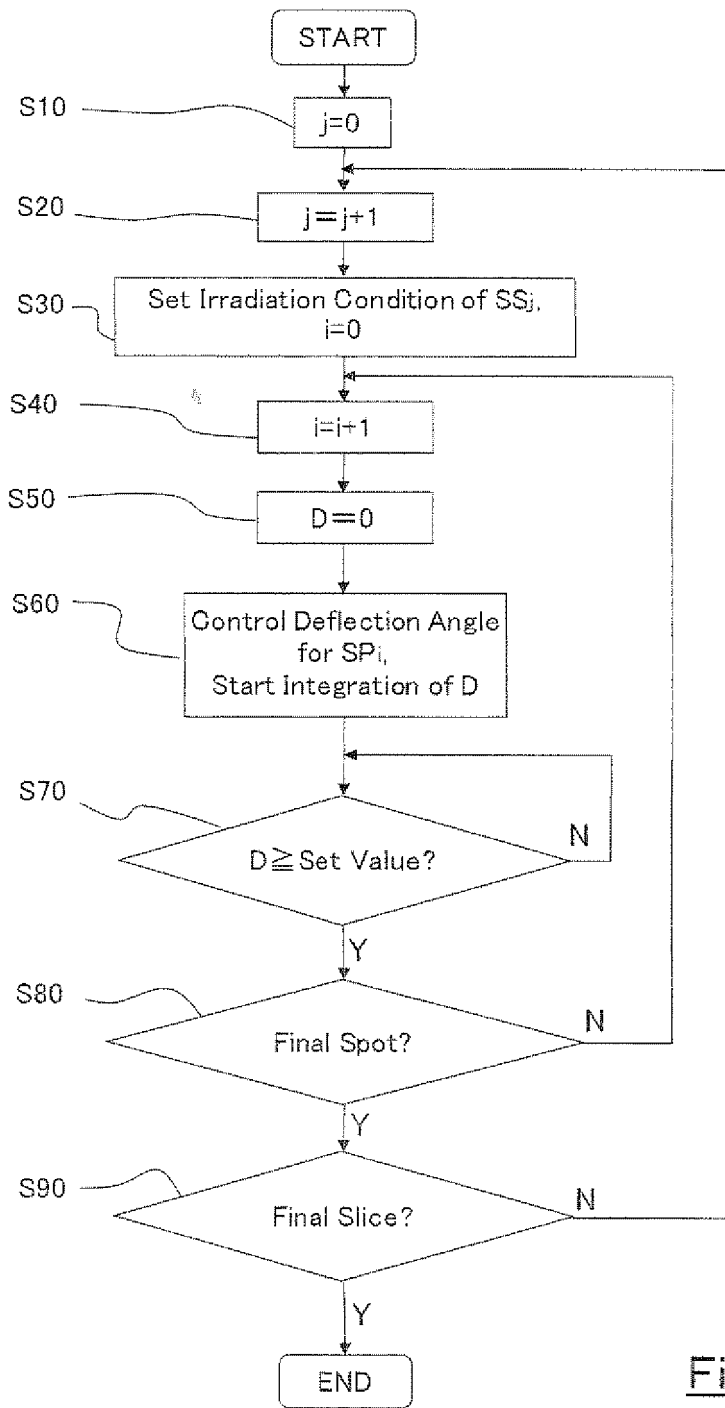 START
S10
j=0
S20
j=j+1
S30
Set Irradiation Condition of SSj,
i=0
S40
i=i+1
S50
D=0
S60
Control Deflection Angle
for SPi,
Start Integration of D
S70
D≧Set Value?
N
Y
S80
Final Spot?
N
Y
S90
Final Slice?
N
Y
END
Fi